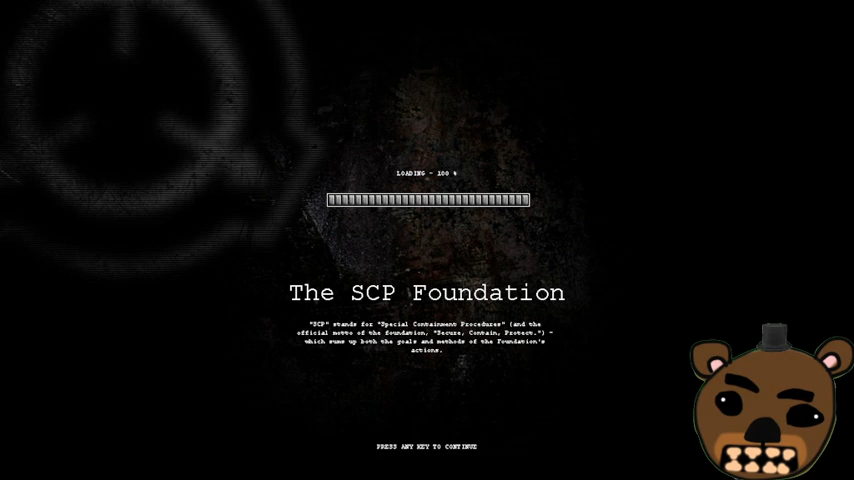 LOADING - 100 %
The SCP Foundation
"SCP" stands for "Special Containment Procedures" (and the
official motto of the foundation, "Secure, Contain, Protect.") -
which sums up both the goals and methods of the Foundation's
actions.
PRESS ANY KEY TO CONTINUE